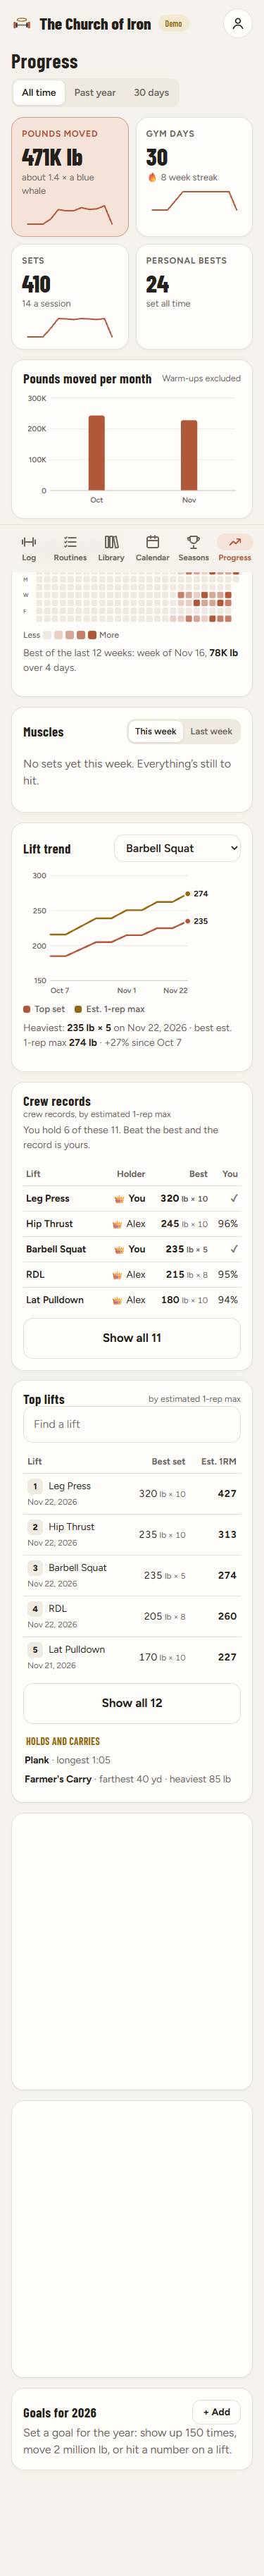 The Church of Iron Demo
Progress
All time Past year 30 days
POUNDS MOVED
471K lb
about 1.4 × a blue
whale
GYM DAYS
30
🔥 8 week streak
SETS
410
14 a session
PERSONAL BESTS
24
set all time
Pounds moved per month Warm-ups excluded
300K
200K
100K
0
Oct Nov
Log Routines Library Calendar Seasons Progress
M
W
F
Less More
Best of the last 12 weeks: week of Nov 16, 78K lb
over 4 days.
Muscles This week Last week
No sets yet this week. Everything’s still to
hit.
Lift trend Barbell Squat
300
250
200
150
274
235
Oct 7 Nov 1 Nov 22
Top set Est. 1-rep max
Heaviest: 235 lb × 5 on Nov 22, 2026 · best est.
1-rep max 274 lb · +27% since Oct 7
Crew records
crew records, by estimated 1-rep max
You hold 6 of these 11. Beat the best and the
record is yours.
Lift Holder Best You
Leg Press You 320 lb × 10 ✓
Hip Thrust Alex 245 lb × 10 96%
Barbell Squat You 235 lb × 5 ✓
RDL Alex 215 lb × 8 95%
Lat Pulldown Alex 180 lb × 10 94%
Show all 11
Top lifts by estimated 1-rep max
Find a lift
Lift Best set Est. 1RM
1 Leg Press 320 lb × 10 427
Nov 22, 2026
2 Hip Thrust 235 lb × 10 313
Nov 22, 2026
3 Barbell Squat 235 lb × 5 274
Nov 22, 2026
4 RDL 205 lb × 8 260
Nov 22, 2026
5 Lat Pulldown 170 lb × 10 227
Nov 21, 2026
Show all 12
HOLDS AND CARRIES
Plank · longest 1:05
Farmer's Carry · farthest 40 yd · heaviest 85 lb
Goals for 2026 + Add
Set a goal for the year: show up 150 times,
move 2 million lb, or hit a number on a lift.